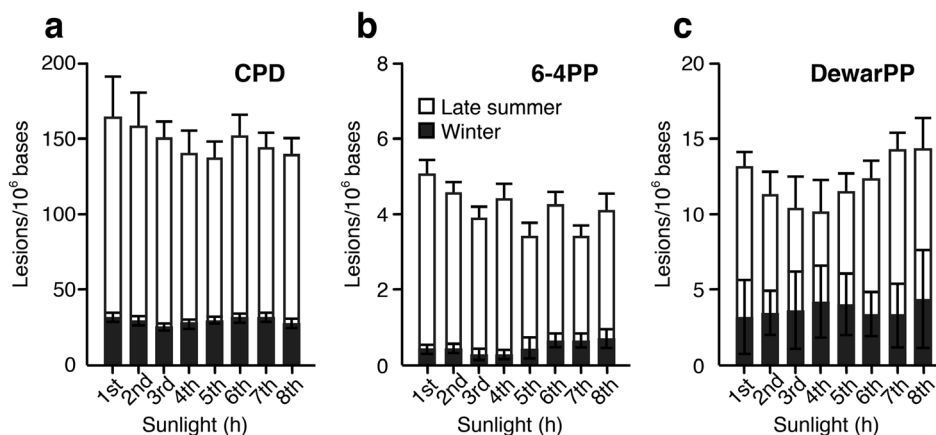 a
CPD
Lesions/10⁶ bases
200
150
100
50
0
1st 2nd 3rd 4th 5th 6th 7th 8th
Sunlight (h)
b
6-4PP
Late summer
Winter
Lesions/10⁶ bases
8
6
4
2
0
1st 2nd 3rd 4th 5th 6th 7th 8th
Sunlight (h)
c
DewarPP
Lesions/10⁶ bases
20
15
10
5
0
1st 2nd 3rd 4th 5th 6th 7th 8th
Sunlight (h)